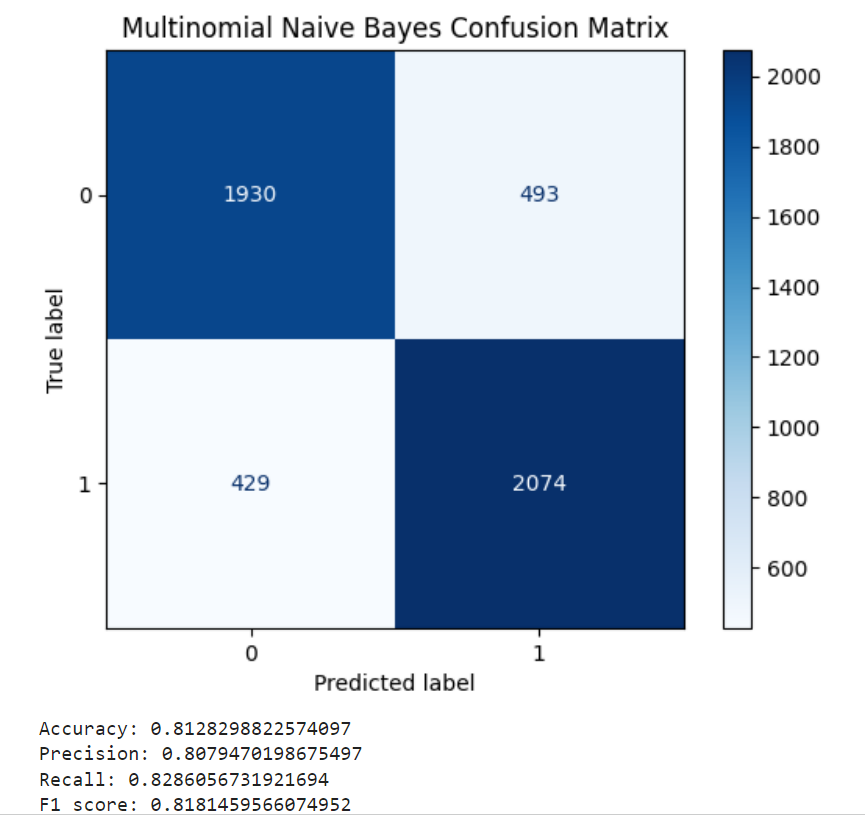 Multinomial Naive Bayes Confusion Matrix
True label
0
1930
493
1
429
2074
0
1
Predicted label
2000
1800
1600
1400
1200
1000
800
600
Accuracy: 0.8128298822574097
Precision: 0.8079470198675497
Recall: 0.8286056731921694
F1 score: 0.8181459566074952